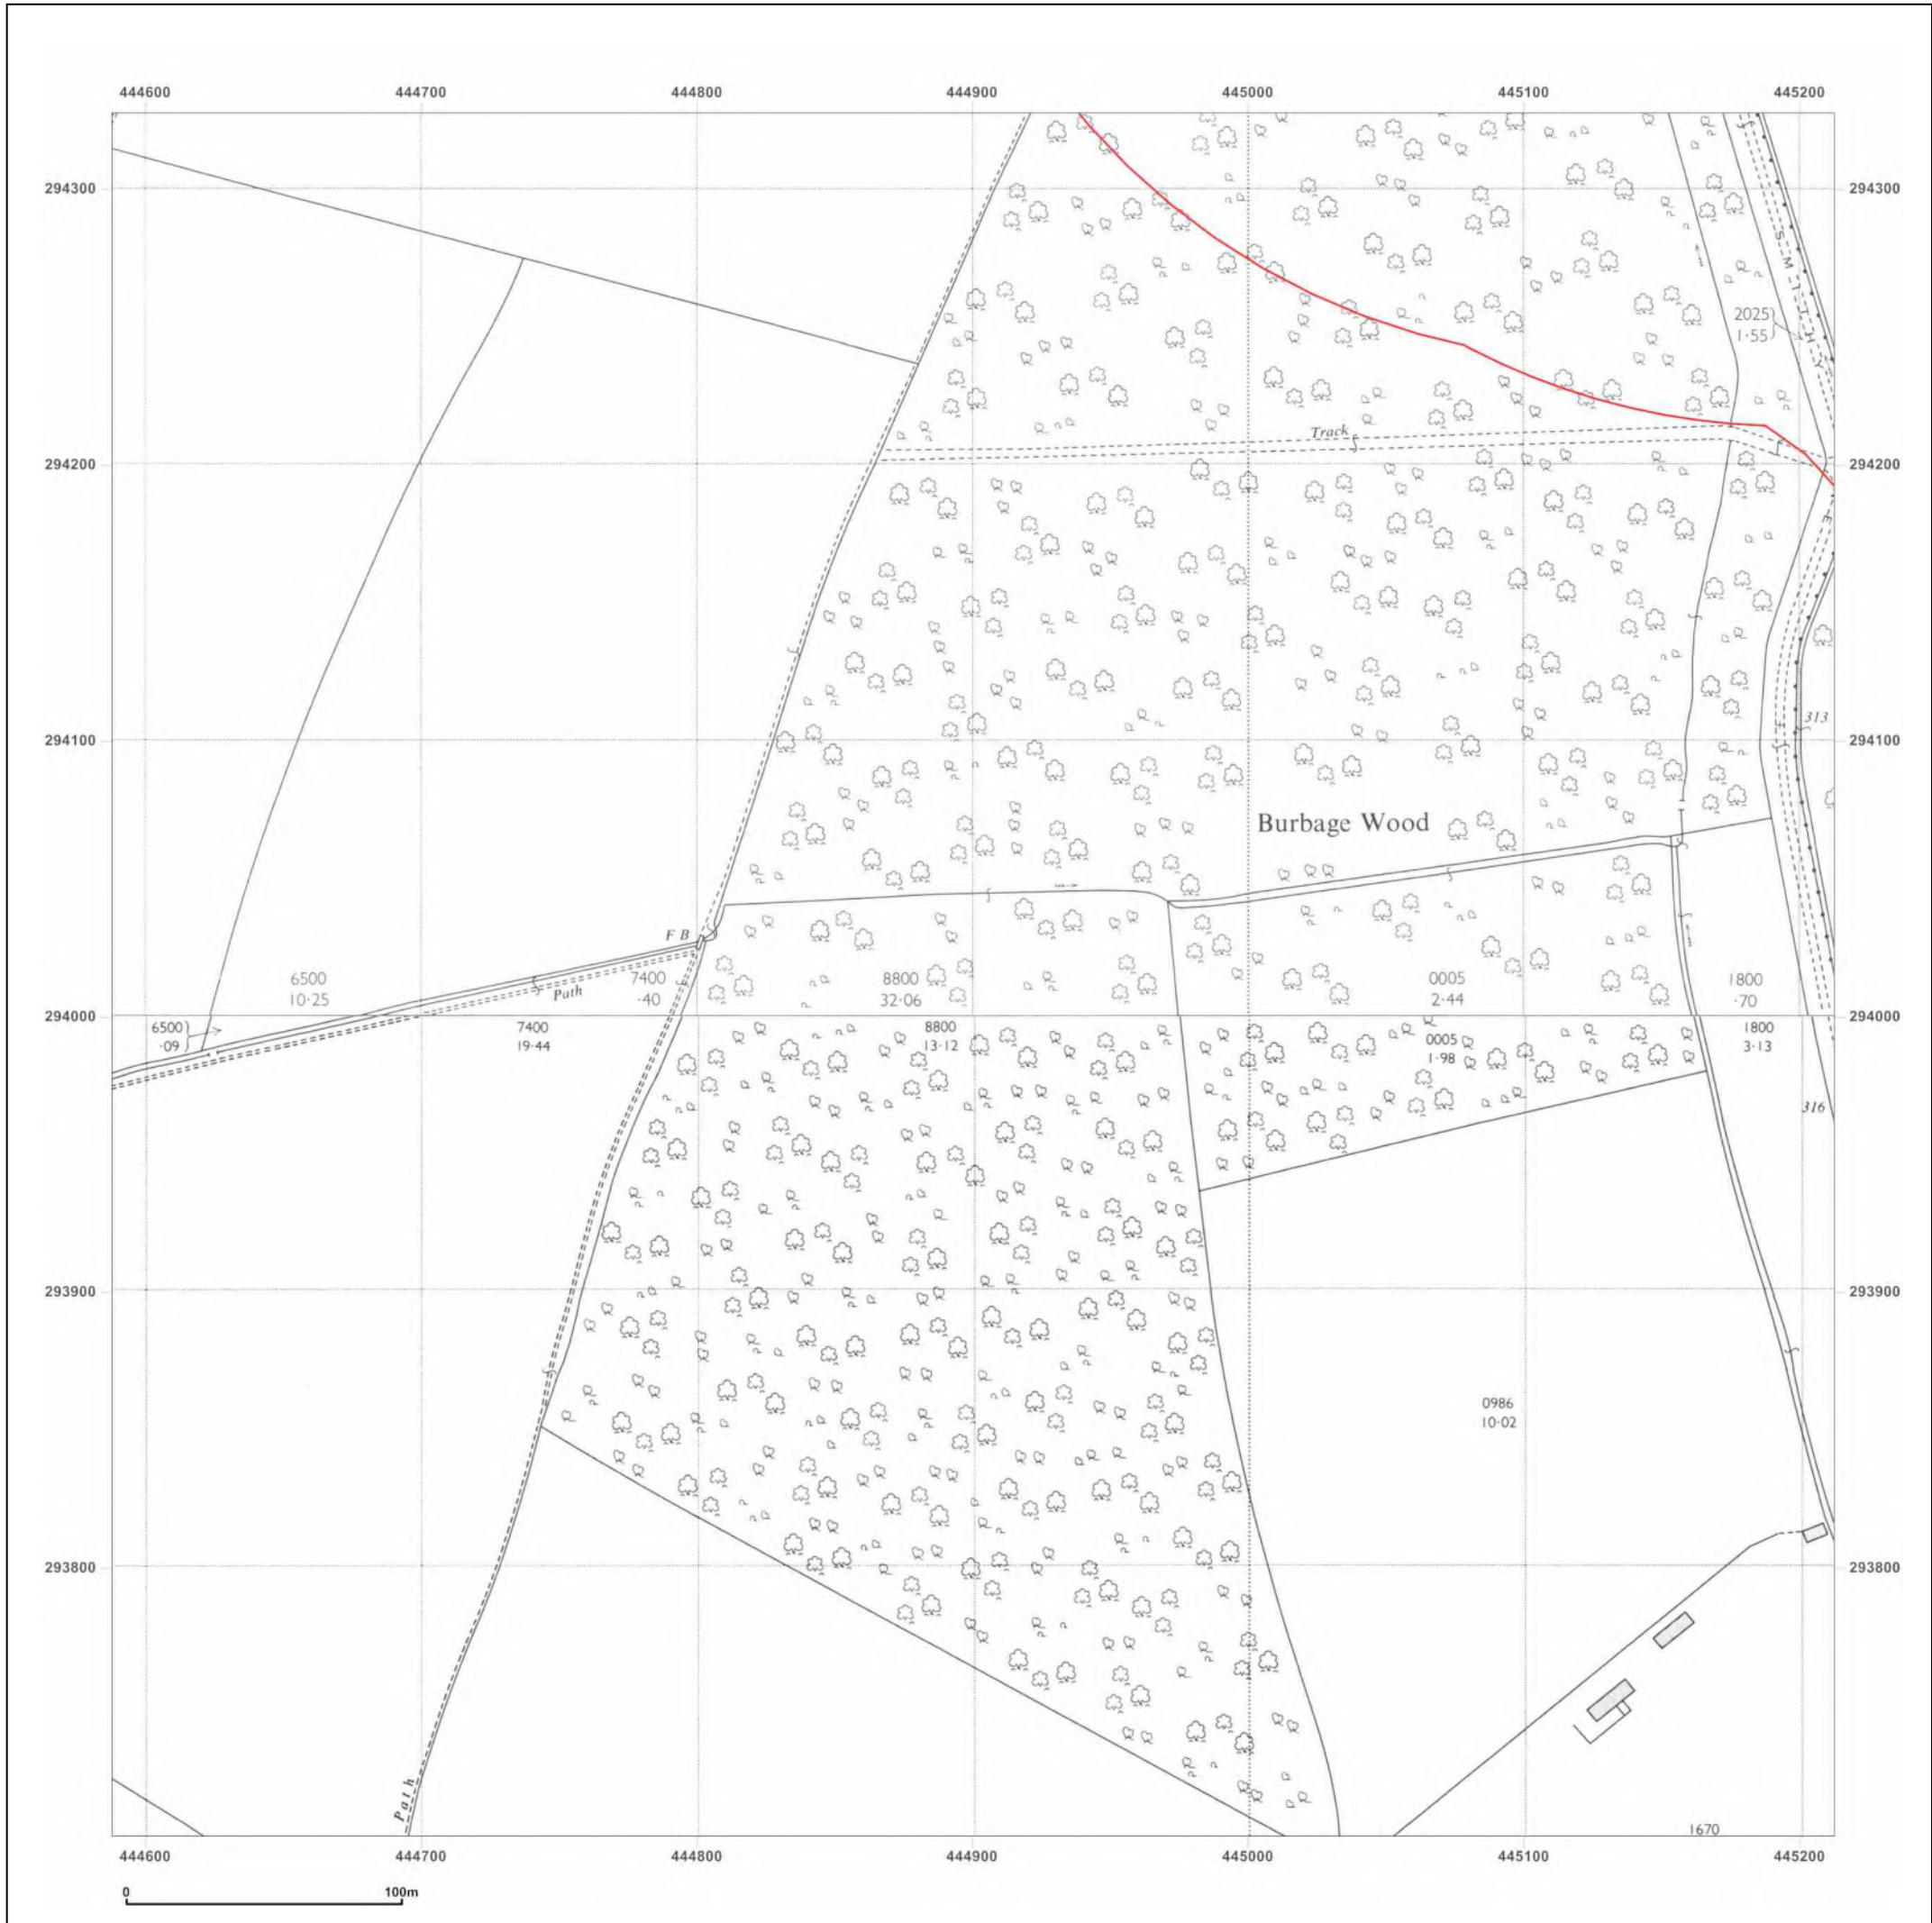 444600 444700 444800 444900 445000 445100 445200
294300 294300
SMITHY
2025
1·55
Track
294200 294200
E
294100 294100
313
Burbage Wood
F B
6500 7400 8800 0005 1800
10·25 ·40 32·06 2·44 ·70
Path
294000 294000
6500 7400 8800 0005 1800
·09 19·44 13·12 1·98 3·13
316
293900 293900
0986
10·02
293800 293800
Path
1670
444600 444700 444800 444900 445000 445100 445200
0 100m